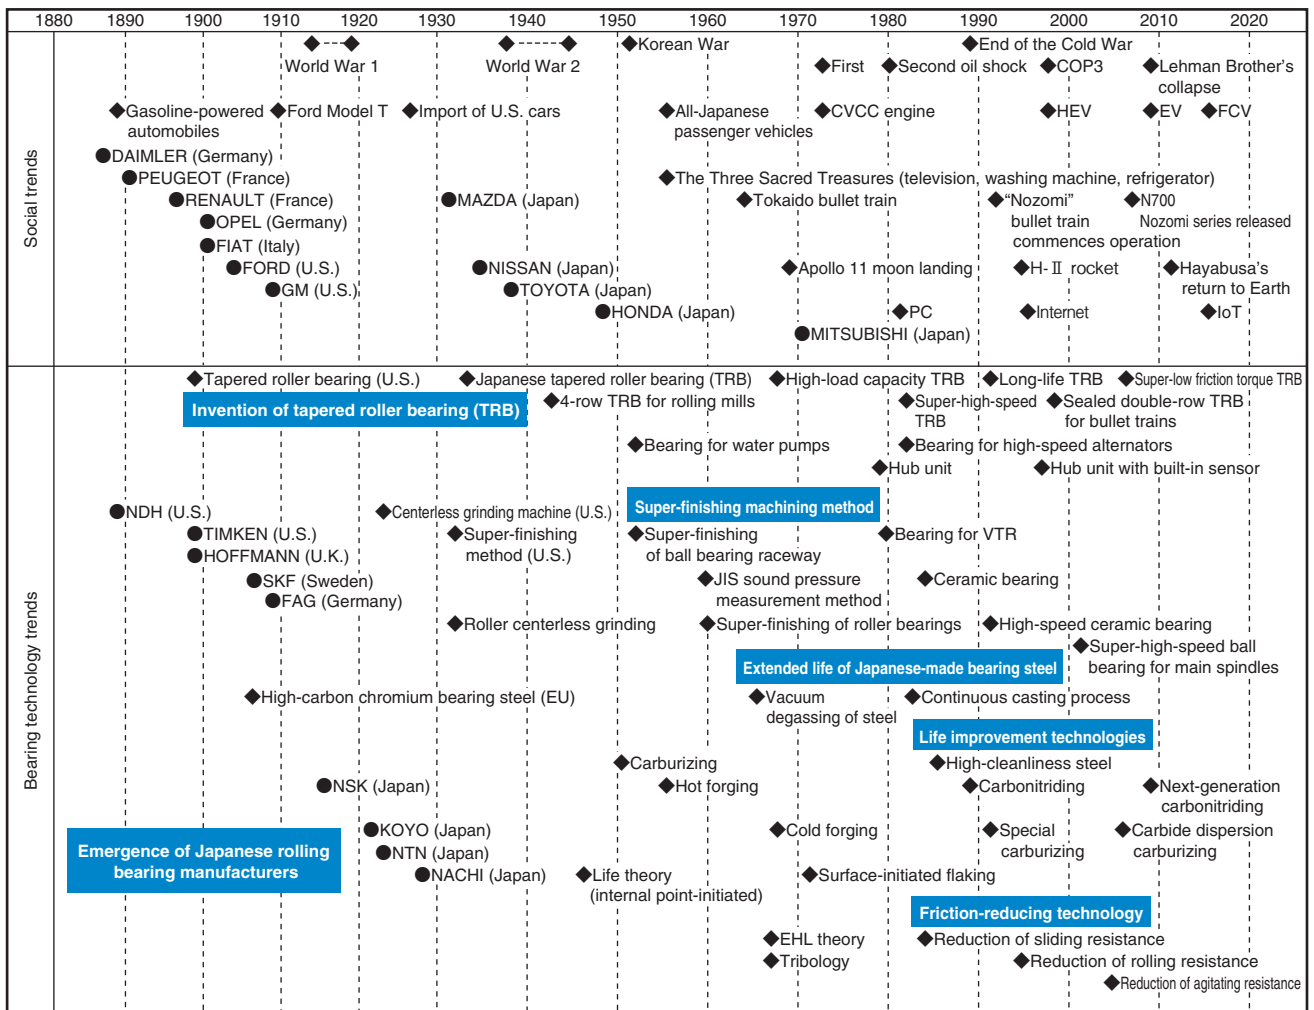 1880 1890 1900 1910 1920 1930 1940 1950 1960 1970 1980 1990 2000 2010 2020
Social trends
Korean War
End of the Cold War
World War 1
World War 2
First
Second oil shock
COP3
Lehman Brother's
collapse
Gasoline-powered
automobiles
Ford Model T
Import of U.S. cars
All-Japanese
passenger vehicles
CVCC engine
HEV
EV
FCV
DAIMLER (Germany)
PEUGEOT (France)
The Three Sacred Treasures (television, washing machine, refrigerator)
RENAULT (France)
MAZDA (Japan)
Tokaido bullet train
“Nozomi”
bullet train
commences operation
N700
Nozomi series released
OPEL (Germany)
FIAT (Italy)
FORD (U.S.)
NISSAN (Japan)
Apollo 11 moon landing
H-Ⅱ rocket
Hayabusa's
return to Earth
GM (U.S.)
TOYOTA (Japan)
HONDA (Japan)
PC
Internet
IoT
MITSUBISHI (Japan)
Bearing technology trends
Tapered roller bearing (U.S.)
Japanese tapered roller bearing (TRB)
High-load capacity TRB
Long-life TRB
Super-low friction torque TRB
Invention of tapered roller bearing (TRB)
4-row TRB for rolling mills
Super-high-speed
TRB
Sealed double-row TRB
for bullet trains
Bearing for water pumps
Bearing for high-speed alternators
Hub unit
Hub unit with built-in sensor
Super-finishing machining method
NDH (U.S.)
Centerless grinding machine (U.S.)
TIMKEN (U.S.)
Super-finishing
method (U.S.)
Super-finishing
of ball bearing raceway
Bearing for VTR
HOFFMANN (U.K.)
SKF (Sweden)
JIS sound pressure
measurement method
Ceramic bearing
FAG (Germany)
Roller centerless grinding
Super-finishing of roller bearings
High-speed ceramic bearing
Super-high-speed ball
bearing for main spindles
Extended life of Japanese-made bearing steel
High-carbon chromium bearing steel (EU)
Vacuum
degassing of steel
Continuous casting process
Life improvement technologies
Carburizing
High-cleanliness steel
NSK (Japan)
Hot forging
Carbonitriding
Next-generation
carbonitriding
KOYO (Japan)
Cold forging
Special
carburizing
Carbide dispersion
carburizing
Emergence of Japanese rolling
bearing manufacturers
NTN (Japan)
NACHI (Japan)
Life theory
(internal point-initiated)
Surface-initiated flaking
Friction-reducing technology
EHL theory
Reduction of sliding resistance
Tribology
Reduction of rolling resistance
Reduction of agitating resistance